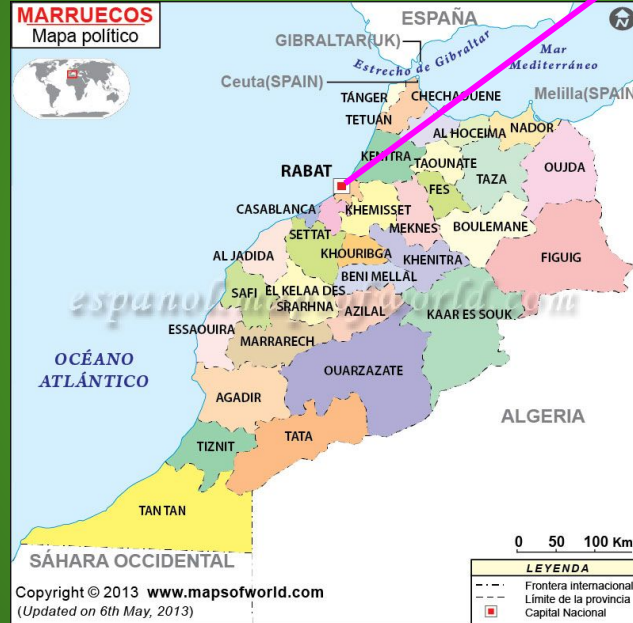 MARRUECOS
Mapa político
ESPAÑA
GIBRALTAR(UK)
Estrecho de Gibraltar
Mar
Mediterráneo
Ceuta(SPAIN)
Melilla(SPAIN
TÁNGER
CHECHAOUENE
TETUÁN
AL HOCEIMA
NADOR
KENITRA
TAOUNATE
OUJDA
RABAT
TAZA
FES
CASABLANCA
KHEMISSET
MEKNES
BOULEMANE
SETTAT
AL JADIDA
KHOURIBGA
KHENITRA
FIGUIG
BENI MELLAL
SAFI
EL KELAA DES
SRARHNA
AZILAL
KAAR ES SOUK
espanol.mapsofworld.com
ESSAOUIRA
MARRARECH
OCÉANO
ATLÁNTICO
OUARZAZATE
AGADIR
ALGERIA
TIZNIT
TATA
TAN TAN
0 50 100 Km
SÁHARA OCCIDENTAL
LEYENDA
Frontera internacional
Límite de la provincia
Capital Nacional
Copyright © 2013 www.mapsofworld.com
(Updated on 6th May, 2013)